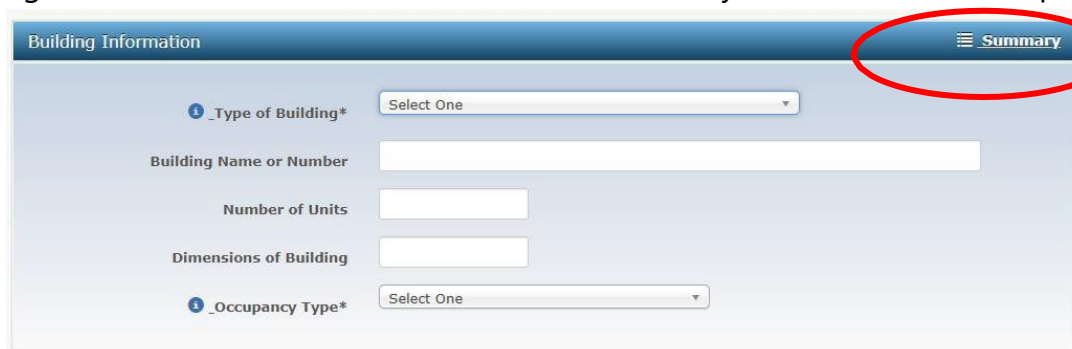 Building Information Summary
_Type of Building* Select One
Building Name or Number
Number of Units
Dimensions of Building
_Occupancy Type* Select One